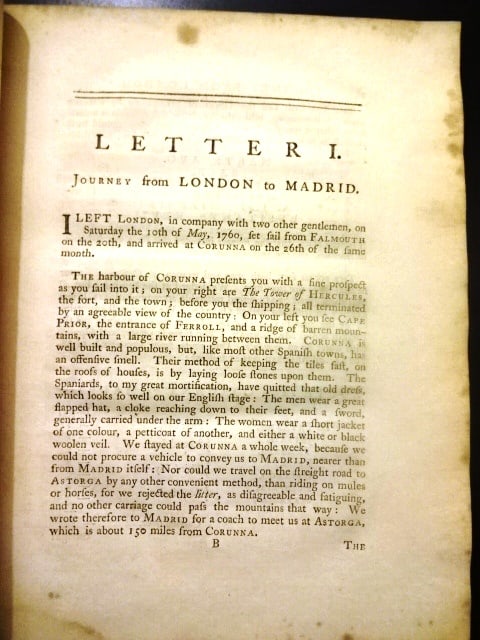 LETTER I.
JOURNEY from LONDON to MADRID.
I LEFT LONDON, in company with two other gentlemen, on
Saturday the 10th of May, 1760, ſet ſail from FALMOUTH
on the 20th, and arrived at CORUNNA on the 26th of the ſame
month.
THE harbour of CORUNNA preſents you with a fine proſpect
as you ſail into it; on your right are The Tower of HERCULES,
the fort, and the town; before you the ſhipping; all terminated
by an agreeable view of the country: On your left you ſee CAPE
PRIOR, the entrance of FERROLL, and a ridge of barren moun-
tains, with a large river running between them. CORUNNA is
well built and populous, but, like moſt other Spaniſh towns, has
an offenſive ſmell. Their method of keeping the tiles faſt, on
the roofs of houſes, is by laying looſe ſtones upon them. The
Spaniards, to my great mortification, have quitted that old dreſs,
which looks ſo well on our Engliſh ſtage: The men wear a great
flapped hat, a cloke reaching down to their feet, and a ſword,
generally carried under the arm: The women wear a ſhort jacket
of one colour, a petticoat of another, and either a white or black
woolen veil. We ſtayed at CORUNNA a whole week, becauſe we
could not procure a vehicle to convey us to MADRID, nearer than
from MADRID itſelf: Nor could we travel on the ſtreight road to
ASTORGA by any other convenient method, than riding on mules
or horſes, for we rejected the litter, as diſagreeable and fatiguing,
and no other carriage could paſs the mountains that way: We
wrote therefore to MADRID for a coach to meet us at ASTORGA,
which is about 150 miles from CORUNNA.
B THE